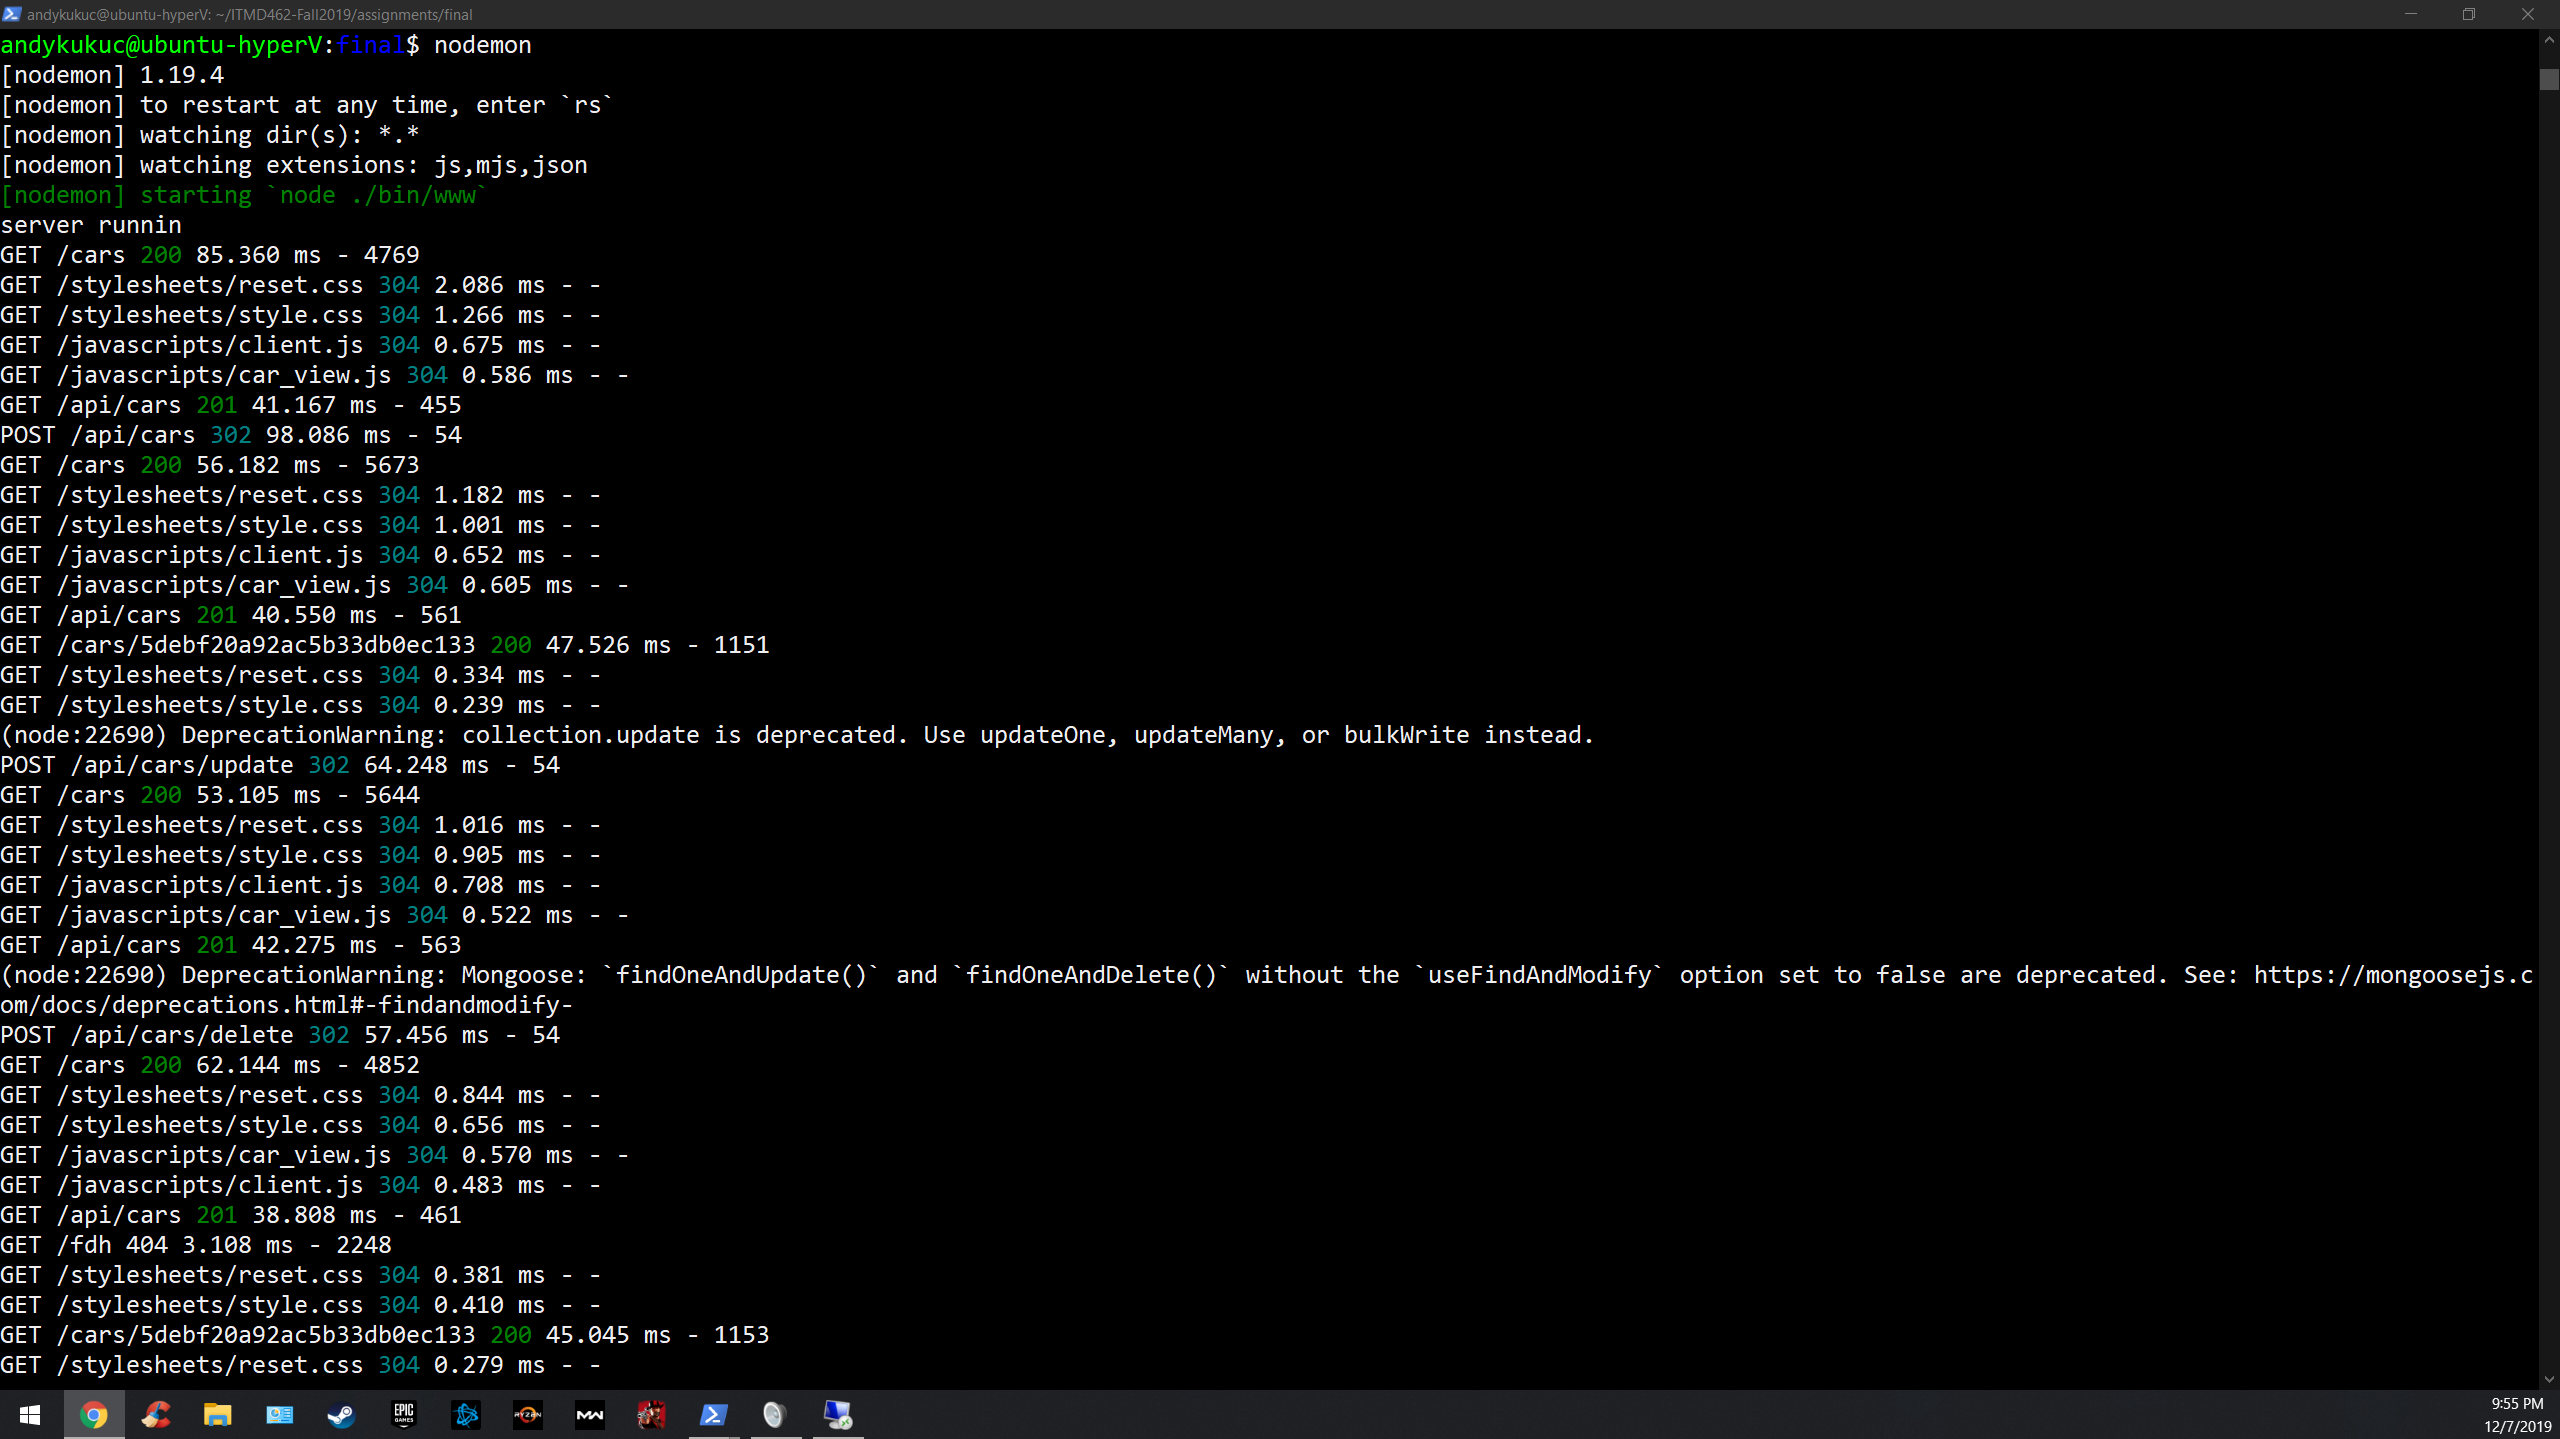 andykukuc@ubuntu-hyperV: ~/ITMD462-Fall2019/assignments/final
andykukuc@ubuntu-hyperV:final$ nodemon
[nodemon] 1.19.4
[nodemon] to restart at any time, enter `rs`
[nodemon] watching dir(s): *.*
[nodemon] watching extensions: js,mjs,json
[nodemon] starting `node ./bin/www`
server runnin
GET /cars 200 85.360 ms - 4769
GET /stylesheets/reset.css 304 2.086 ms - -
GET /stylesheets/style.css 304 1.266 ms - -
GET /javascripts/client.js 304 0.675 ms - -
GET /javascripts/car_view.js 304 0.586 ms - -
GET /api/cars 201 41.167 ms - 455
POST /api/cars 302 98.086 ms - 54
GET /cars 200 56.182 ms - 5673
GET /stylesheets/reset.css 304 1.182 ms - -
GET /stylesheets/style.css 304 1.001 ms - -
GET /javascripts/client.js 304 0.652 ms - -
GET /javascripts/car_view.js 304 0.605 ms - -
GET /api/cars 201 40.550 ms - 561
GET /cars/5debf20a92ac5b33db0ec133 200 47.526 ms - 1151
GET /stylesheets/reset.css 304 0.334 ms - -
GET /stylesheets/style.css 304 0.239 ms - -
(node:22690) DeprecationWarning: collection.update is deprecated. Use updateOne, updateMany, or bulkWrite instead.
POST /api/cars/update 302 64.248 ms - 54
GET /cars 200 53.105 ms - 5644
GET /stylesheets/reset.css 304 1.016 ms - -
GET /stylesheets/style.css 304 0.905 ms - -
GET /javascripts/client.js 304 0.708 ms - -
GET /javascripts/car_view.js 304 0.522 ms - -
GET /api/cars 201 42.275 ms - 563
(node:22690) DeprecationWarning: Mongoose: `findOneAndUpdate()` and `findOneAndDelete()` without the `useFindAndModify` option set to false are deprecated. See: https://mongoosejs.c
om/docs/deprecations.html#-findandmodify-
POST /api/cars/delete 302 57.456 ms - 54
GET /cars 200 62.144 ms - 4852
GET /stylesheets/reset.css 304 0.844 ms - -
GET /stylesheets/style.css 304 0.656 ms - -
GET /javascripts/car_view.js 304 0.570 ms - -
GET /javascripts/client.js 304 0.483 ms - -
GET /api/cars 201 38.808 ms - 461
GET /fdh 404 3.108 ms - 2248
GET /stylesheets/reset.css 304 0.381 ms - -
GET /stylesheets/style.css 304 0.410 ms - -
GET /cars/5debf20a92ac5b33db0ec133 200 45.045 ms - 1153
GET /stylesheets/reset.css 304 0.279 ms - -
EPIC
GAMES
RYZEN
MW
9:55 PM
12/7/2019